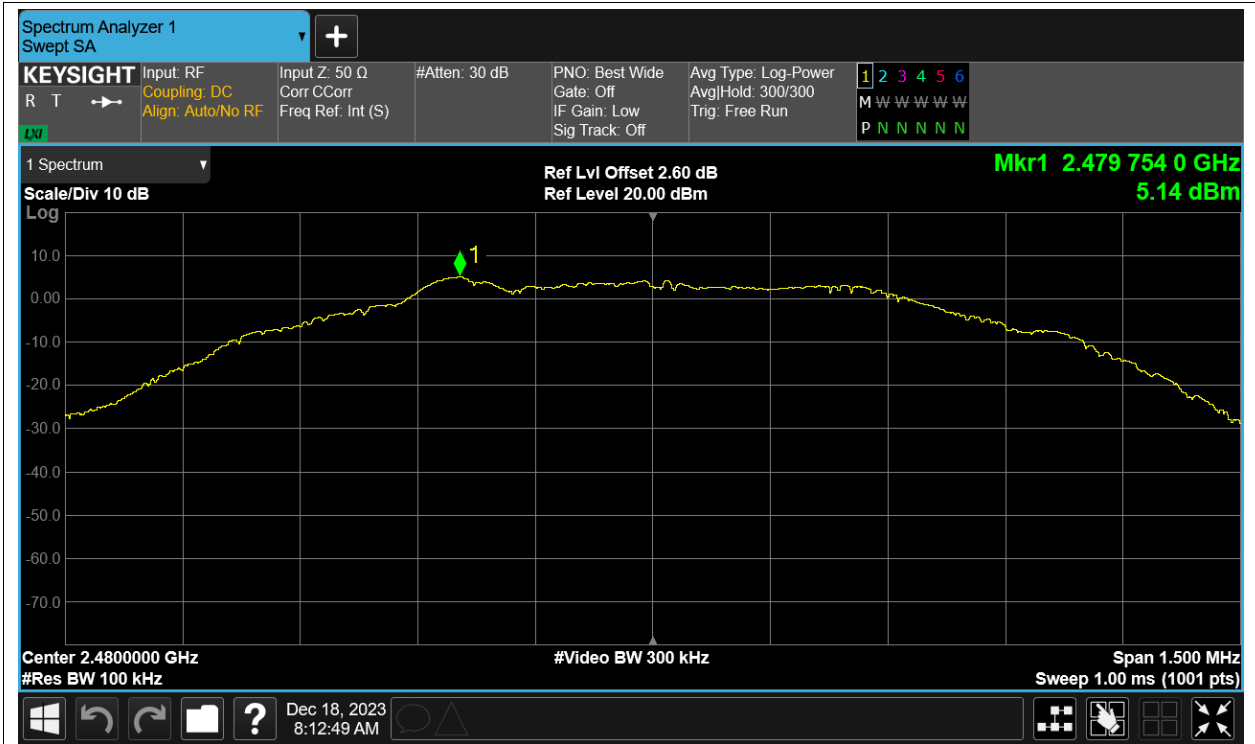 Spectrum Analyzer 1
Swept SA
KEYSIGHT
R T
LXI
Input: RF
Coupling: DC
Align: Auto/No RF
Input Z: 50 Ω
Corr CCorr
Freq Ref: Int (S)
#Atten: 30 dB
PNO: Best Wide
Gate: Off
IF Gain: Low
Sig Track: Off
Avg Type: Log-Power
Avg|Hold: 300/300
Trig: Free Run
1 2 3 4 5 6
M W W W W W W
P N N N N N
1 Spectrum
Scale/Div 10 dB
Log
Ref Lvl Offset 2.60 dB
Ref Level 20.00 dBm
Mkr1 2.479 754 0 GHz
5.14 dBm
1
10.0
0.00
-10.0
-20.0
-30.0
-40.0
-50.0
-60.0
-70.0
Center 2.4800000 GHz
#Res BW 100 kHz
#Video BW 300 kHz
Span 1.500 MHz
Sweep 1.00 ms (1001 pts)
?
Dec 18, 2023
8:12:49 AM